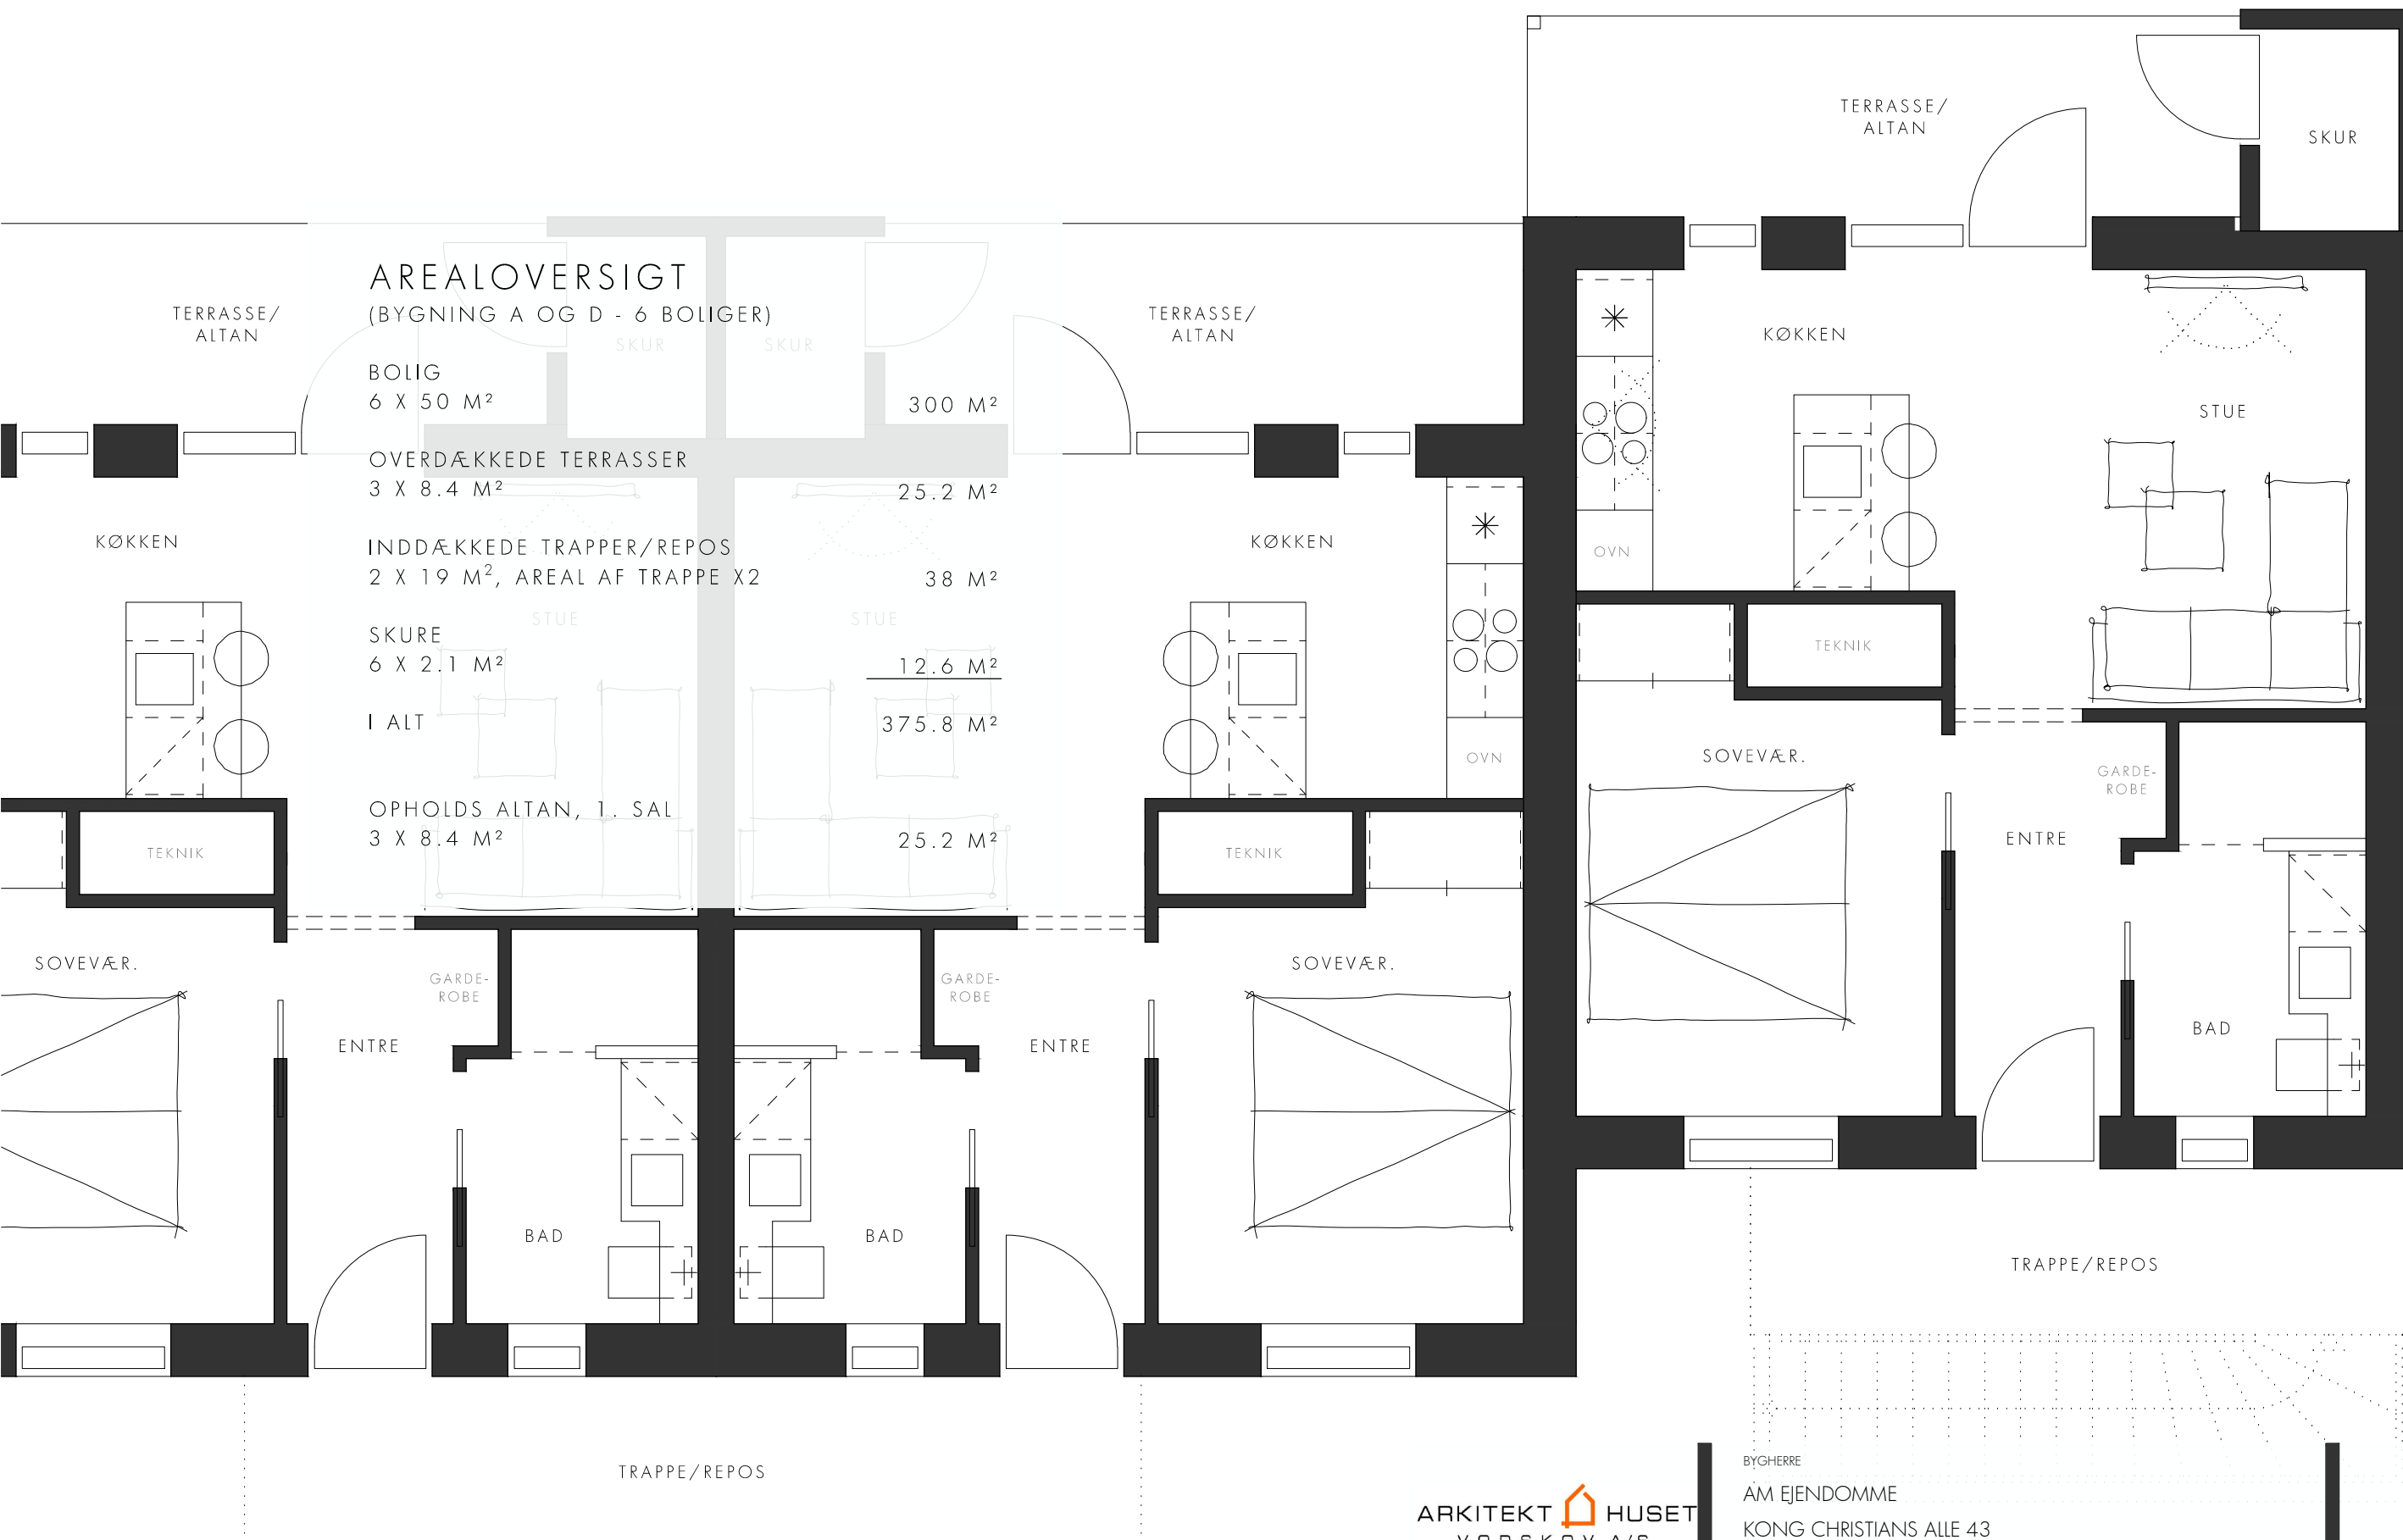 AREALOVERSIGT
(BYGNING A OG D - 6 BOLIGER)
BOLIG
6 X 50 M² 300 M²
OVERDÆKKEDE TERRASSER
3 X 8.4 M² 25.2 M²
INDDÆKKEDE TRAPPER/REPOS
2 X 19 M², AREAL AF TRAPPE X2 38 M²
SKURE
6 X 2.1 M² 12.6 M²
I ALT 375.8 M²
OPHOLDS ALTAN, 1. SAL
3 X 8.4 M² 25.2 M²
TERRASSE/
ALTAN
SKUR
SKUR
TERRASSE/
ALTAN
TERRASSE/
ALTAN
SKUR
KØKKEN
STUE
STUE
KØKKEN
OVN
KØKKEN
STUE
OVN
TEKNIK
TEKNIK
TEKNIK
SOVEVÆR.
GARDE-
ROBE
ENTRE
BAD
GARDE-
ROBE
ENTRE
BAD
SOVEVÆR.
SOVEVÆR.
GARDE-
ROBE
ENTRE
BAD
TRAPPE/REPOS
TRAPPE/REPOS
ARKITEKT HUSET
VORSKOV A/S
BYGHERRE
AM EJENDOMME
KONG CHRISTIANS ALLE 43